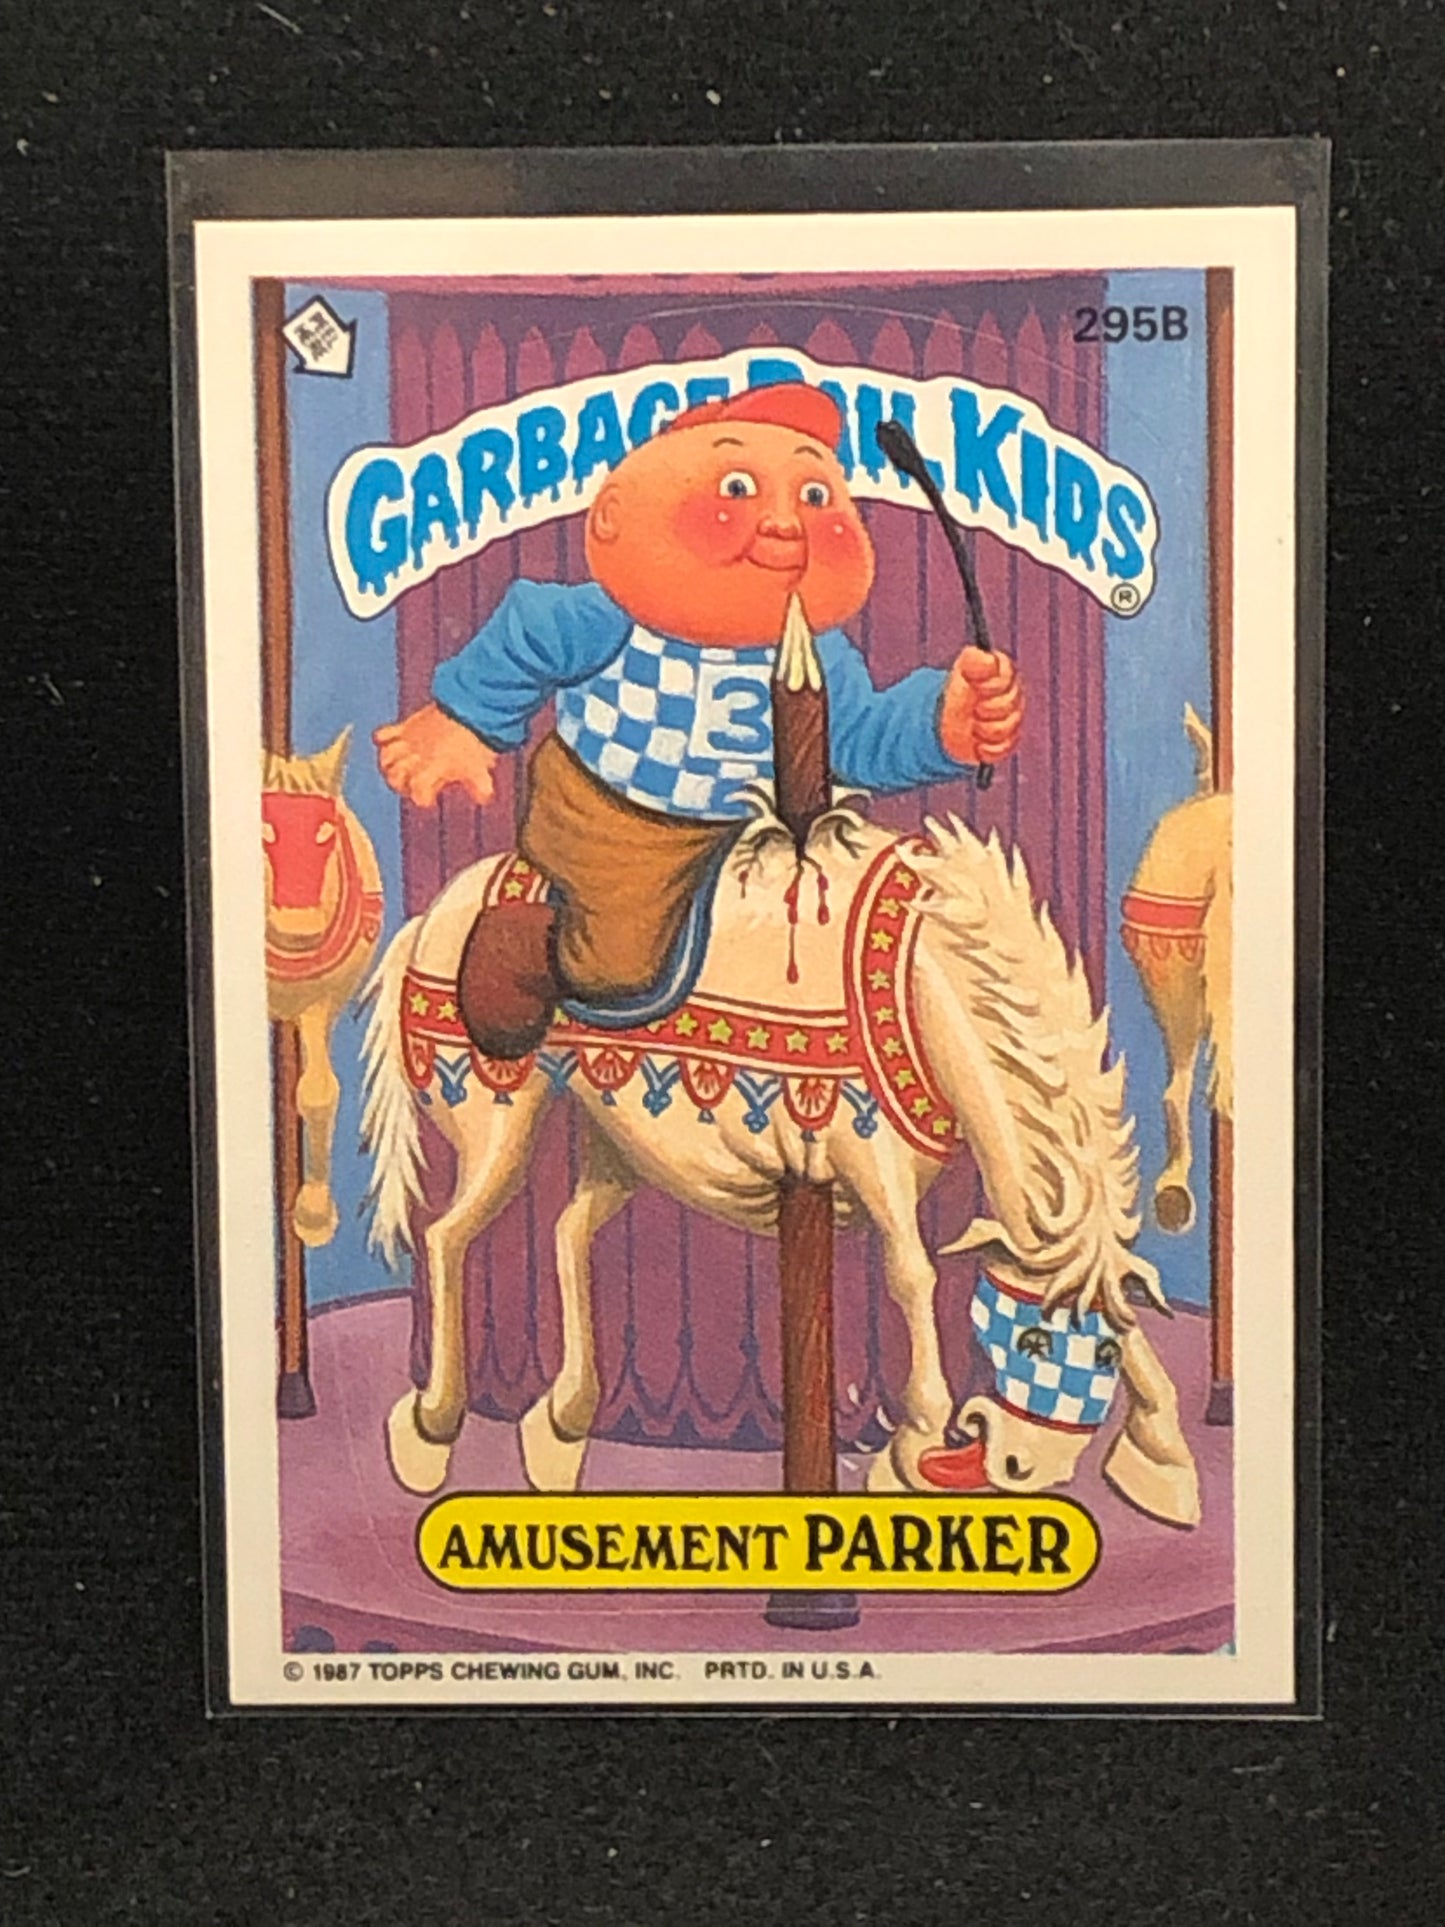 295B
GARBAGE PAIL KIDS
®
3
AMUSEMENT PARKER
© 1987 TOPPS CHEWING GUM, INC. PRTD. IN U.S.A.